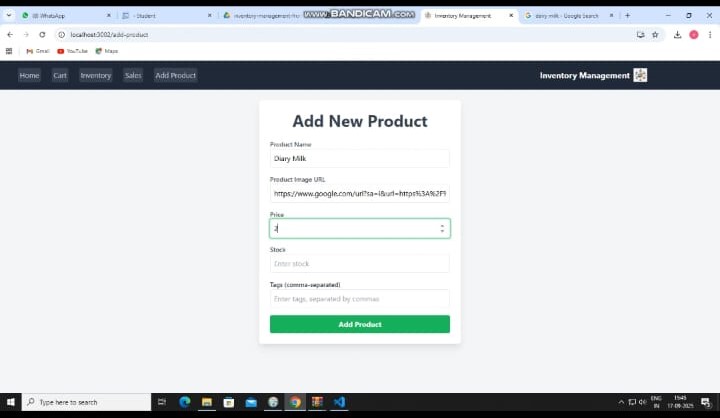 WhatsApp
i-Student
inventory-management-the
www.BANDICAM.com
Inventory Management
dairy milk - Google Search
localhost:3002/add-product
Gmail
YouTube
Maps
Home
Cart
Inventory
Sales
Add Product
Inventory Management
Add New Product
Product Name
Diary Milk
Product Image URL
https://www.google.com/url?sa=i&url=https%3A%2F%
Price
2
Stock
Enter stock
Tags (comma-separated)
Enter tags, separated by commas
Add Product
Type here to search
ENG
IN
15:45
17-09-2025